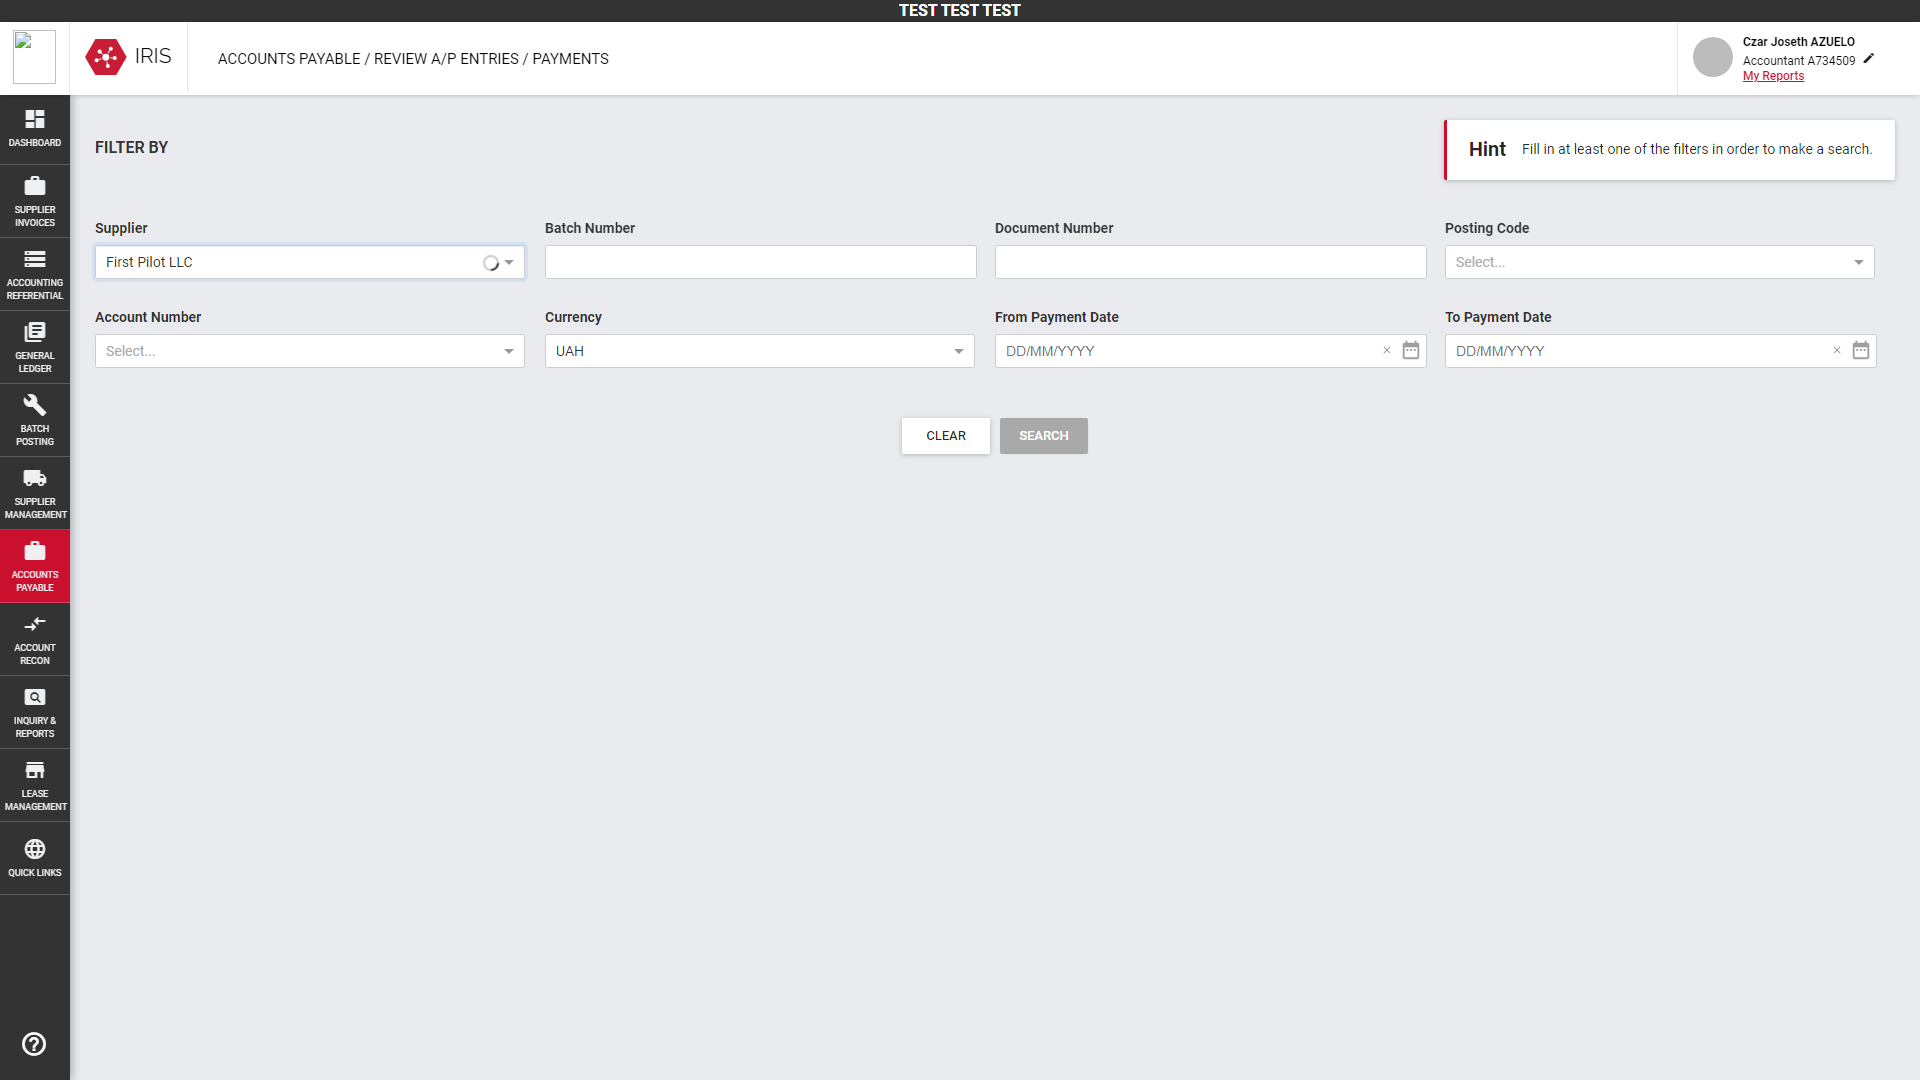 TEST TEST TEST
IRIS
ACCOUNTS PAYABLE / REVIEW A/P ENTRIES / PAYMENTS
Czar Joseth AZUELO
Accountant A734509
My Reports
DASHBOARD
SUPPLIER
INVOICES
ACCOUNTING
REFERENTIAL
GENERAL
LEDGER
BATCH
POSTING
SUPPLIER
MANAGEMENT
ACCOUNTS
PAYABLE
ACCOUNT
RECON
INQUIRY &
REPORTS
LEASE
MANAGEMENT
QUICK LINKS
FILTER BY
Hint Fill in at least one of the filters in order to make a search.
Supplier
First Pilot LLC
Batch Number
Document Number
Posting Code
Select...
Account Number
Select...
Currency
UAH
From Payment Date
DD/MM/YYYY ×
To Payment Date
DD/MM/YYYY ×
CLEAR
SEARCH